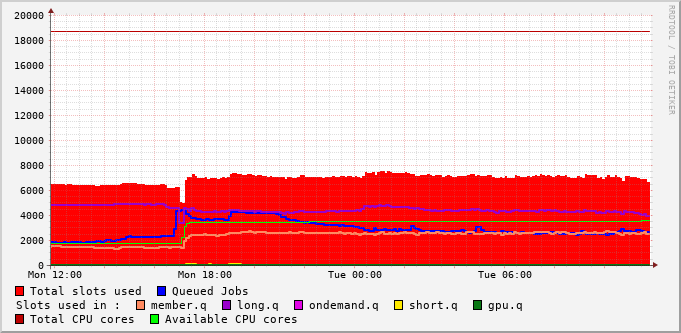 20000
18000
16000
14000
12000
10000
8000
6000
4000
2000
0
Mon 12:00 Mon 18:00 Tue 00:00 Tue 06:00
Total slots used Queued Jobs
Slots used in : member.q long.q ondemand.q short.q gpu.q
Total CPU cores Available CPU cores
RRDTOOL / TOBI OETIKER